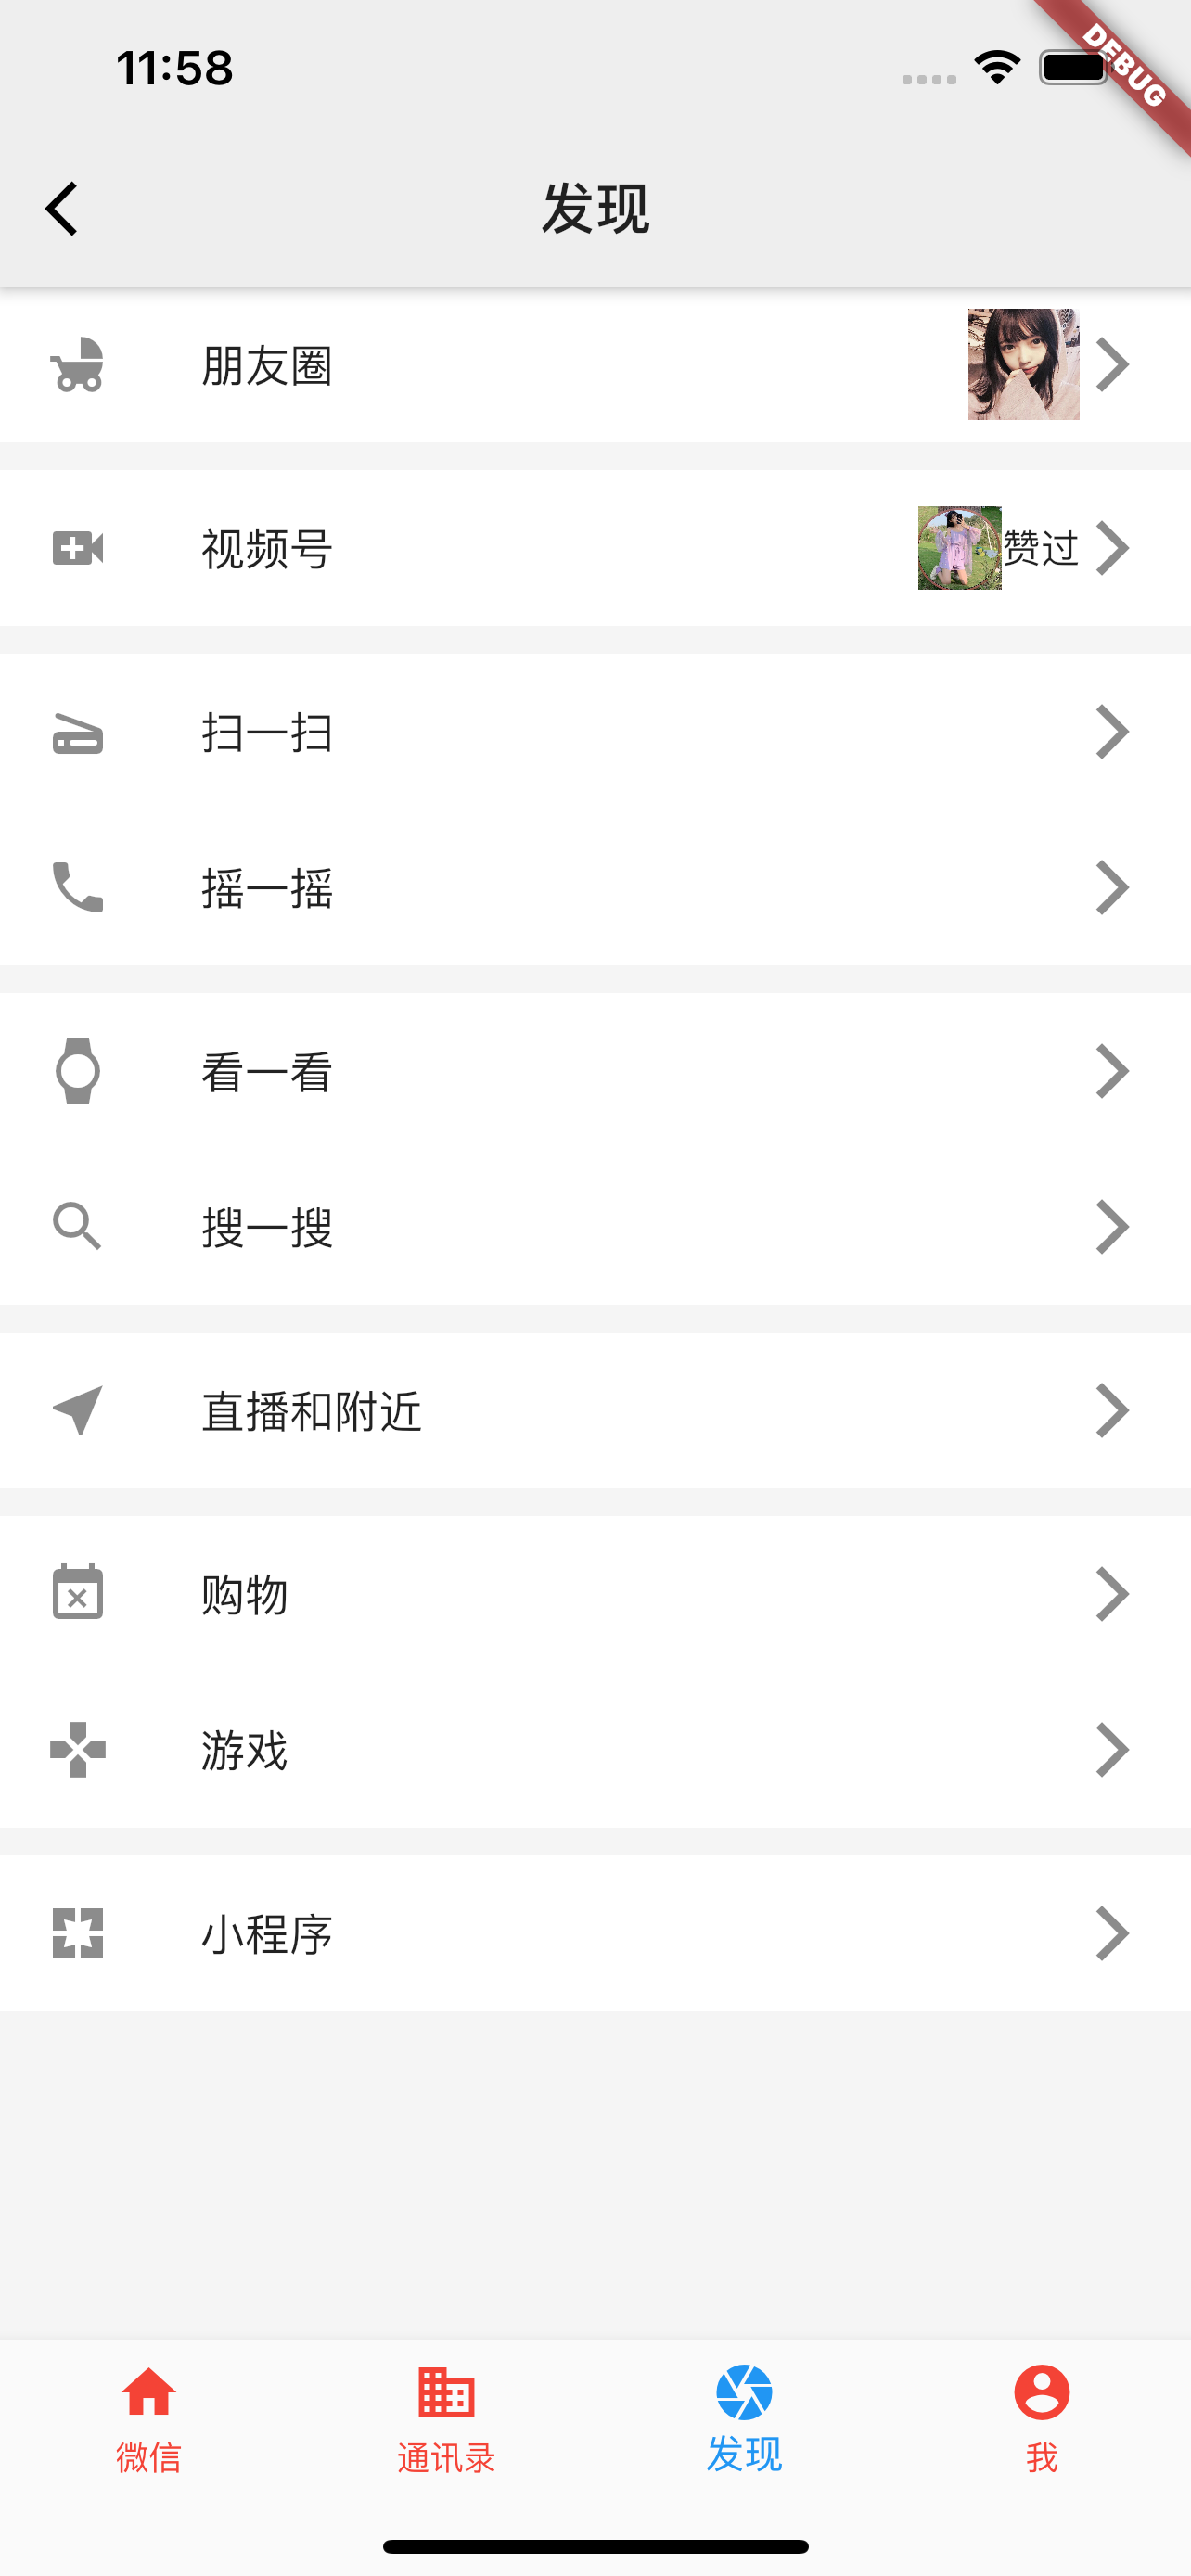 11:58
DEBUG
发现
朋友圈
视频号
赞过
扫一扫
摇一摇
看一看
搜一搜
直播和附近
购物
游戏
小程序
微信
通讯录
发现
我